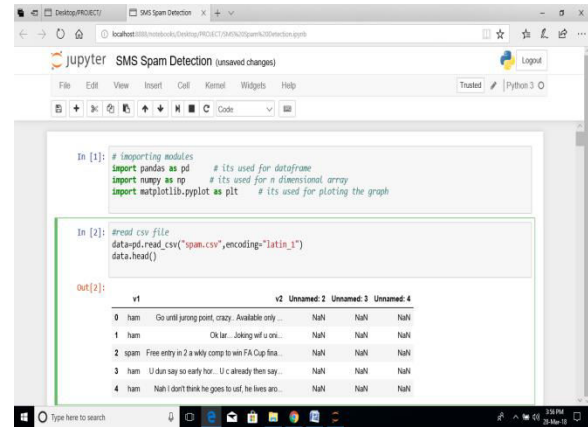 Desktop/PROJECT/
SMS Spam Detection
localhost:8888/notebooks/Desktop/PROJECT/SMS%20Spam%20Detection.ipynb
jupyter SMS Spam Detection (unsaved changes)
Logout
File Edit View Insert Cell Kernel Widgets Help
Trusted Python 3
Code
In [1]: # imoporting modules
import pandas as pd # its used for dataframe
import numpy as np # its used for n dimensional array
import matplotlib.pyplot as plt # its used for ploting the graph
In [2]: #read csv file
data=pd.read_csv("spam.csv",encoding="latin_1")
data.head()
Out[2]:
v1 v2 Unnamed: 2 Unnamed: 3 Unnamed: 4
0 ham Go until jurong point, crazy.. Available only ... NaN NaN NaN
1 ham Ok lar... Joking wif u oni... NaN NaN NaN
2 spam Free entry in 2 a wkly comp to win FA Cup fina... NaN NaN NaN
3 ham U dun say so early hor... U c already then say... NaN NaN NaN
4 ham Nah I don't think he goes to usf, he lives aro... NaN NaN NaN
Type here to search
3:56 PM
28-Mar-18